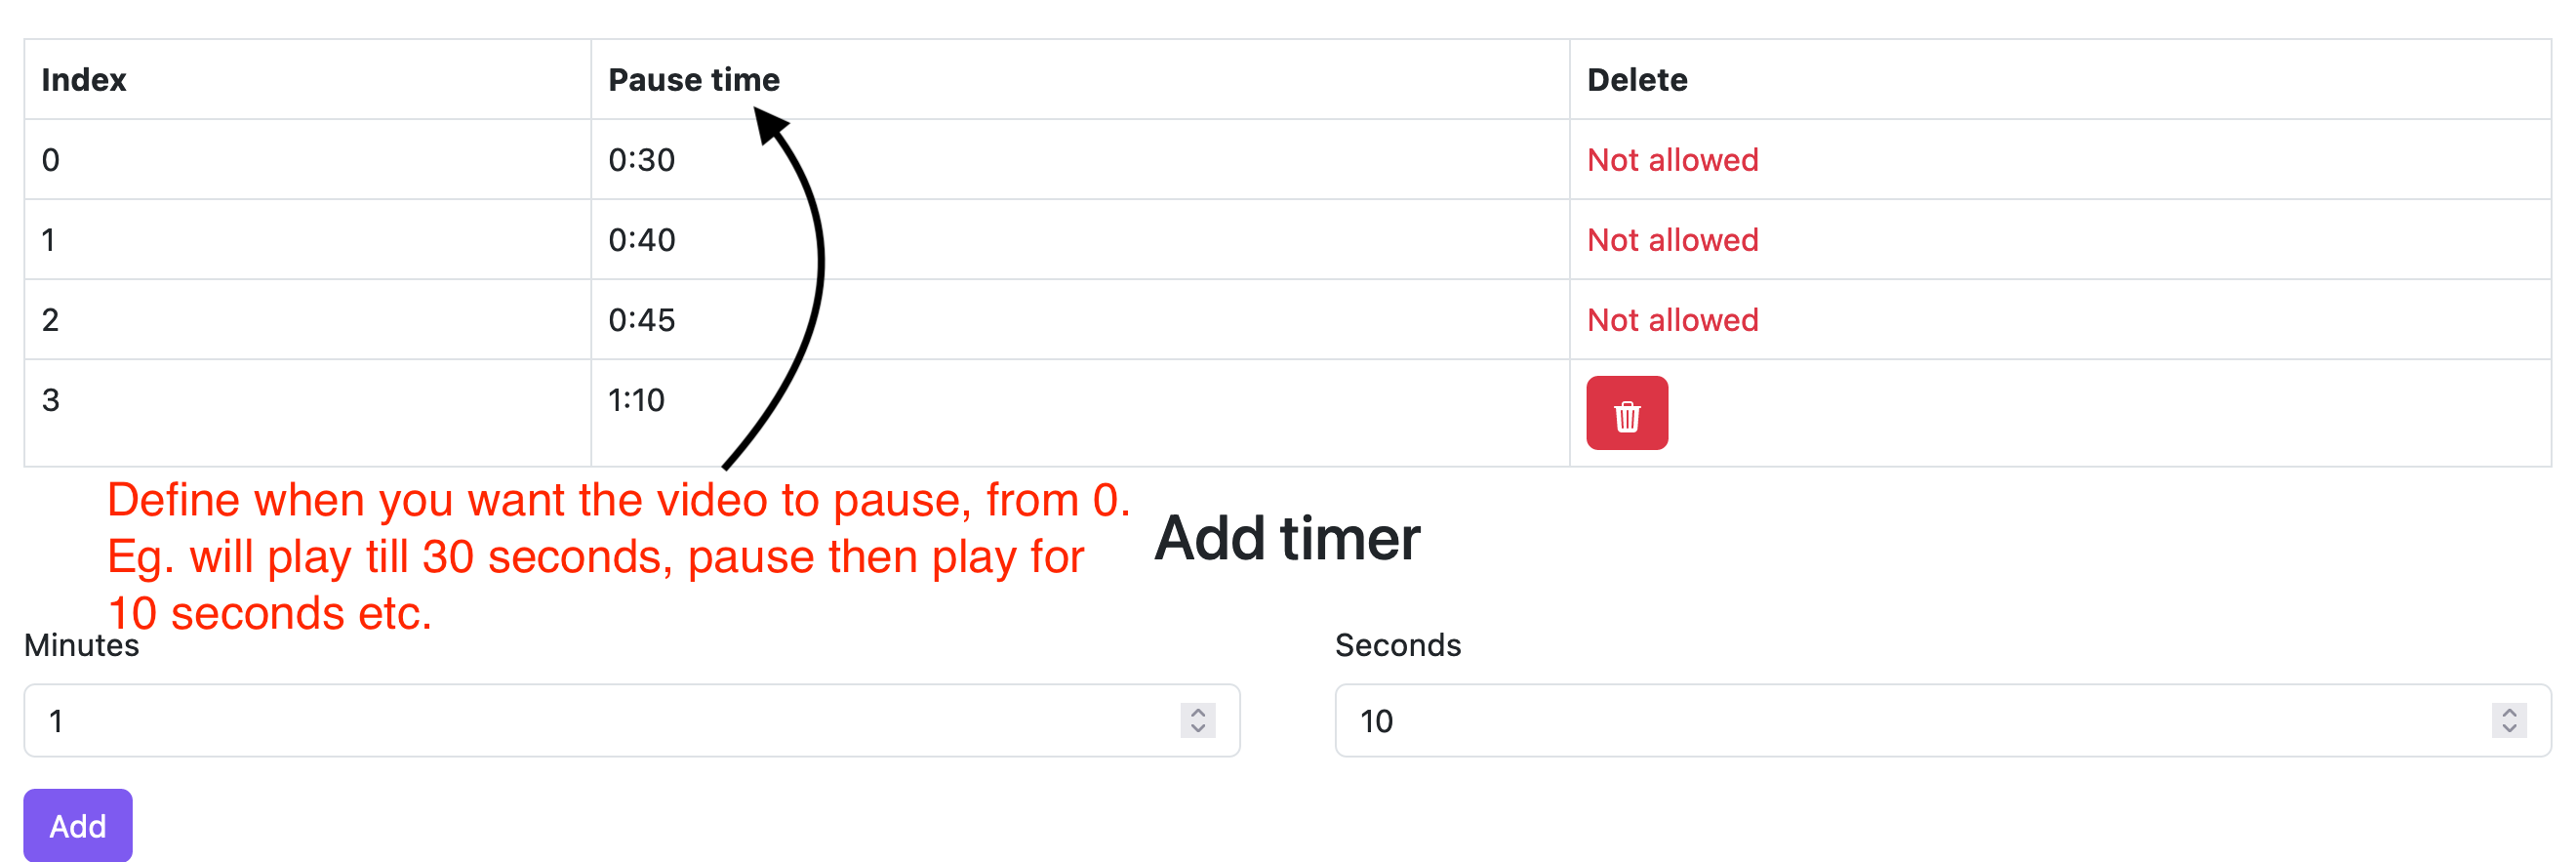 Index Pause time Delete
0 0:30 Not allowed
1 0:40 Not allowed
2 0:45 Not allowed
3 1:10
Define when you want the video to pause, from 0.
Eg. will play till 30 seconds, pause then play for
10 seconds etc.
Add timer
Minutes Seconds
1 10
Add